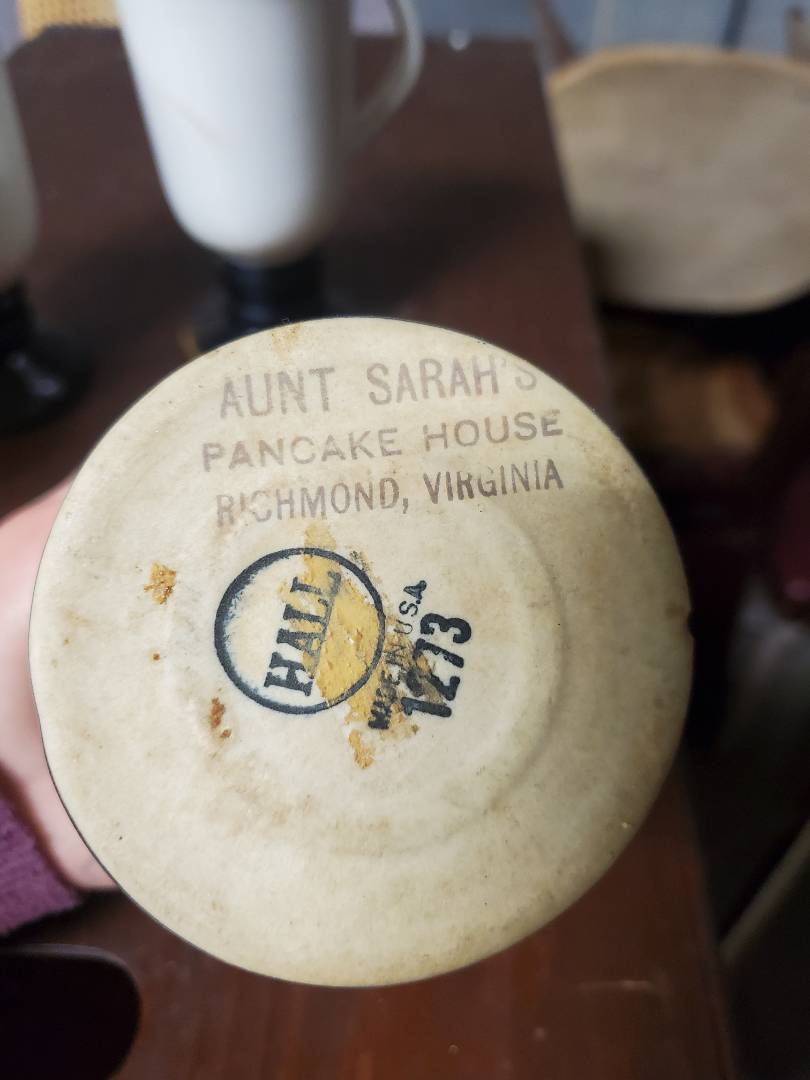 AUNT SARAH'S
PANCAKE HOUSE
RICHMOND, VIRGINIA
HALL
MADE IN U.S.A.
1273